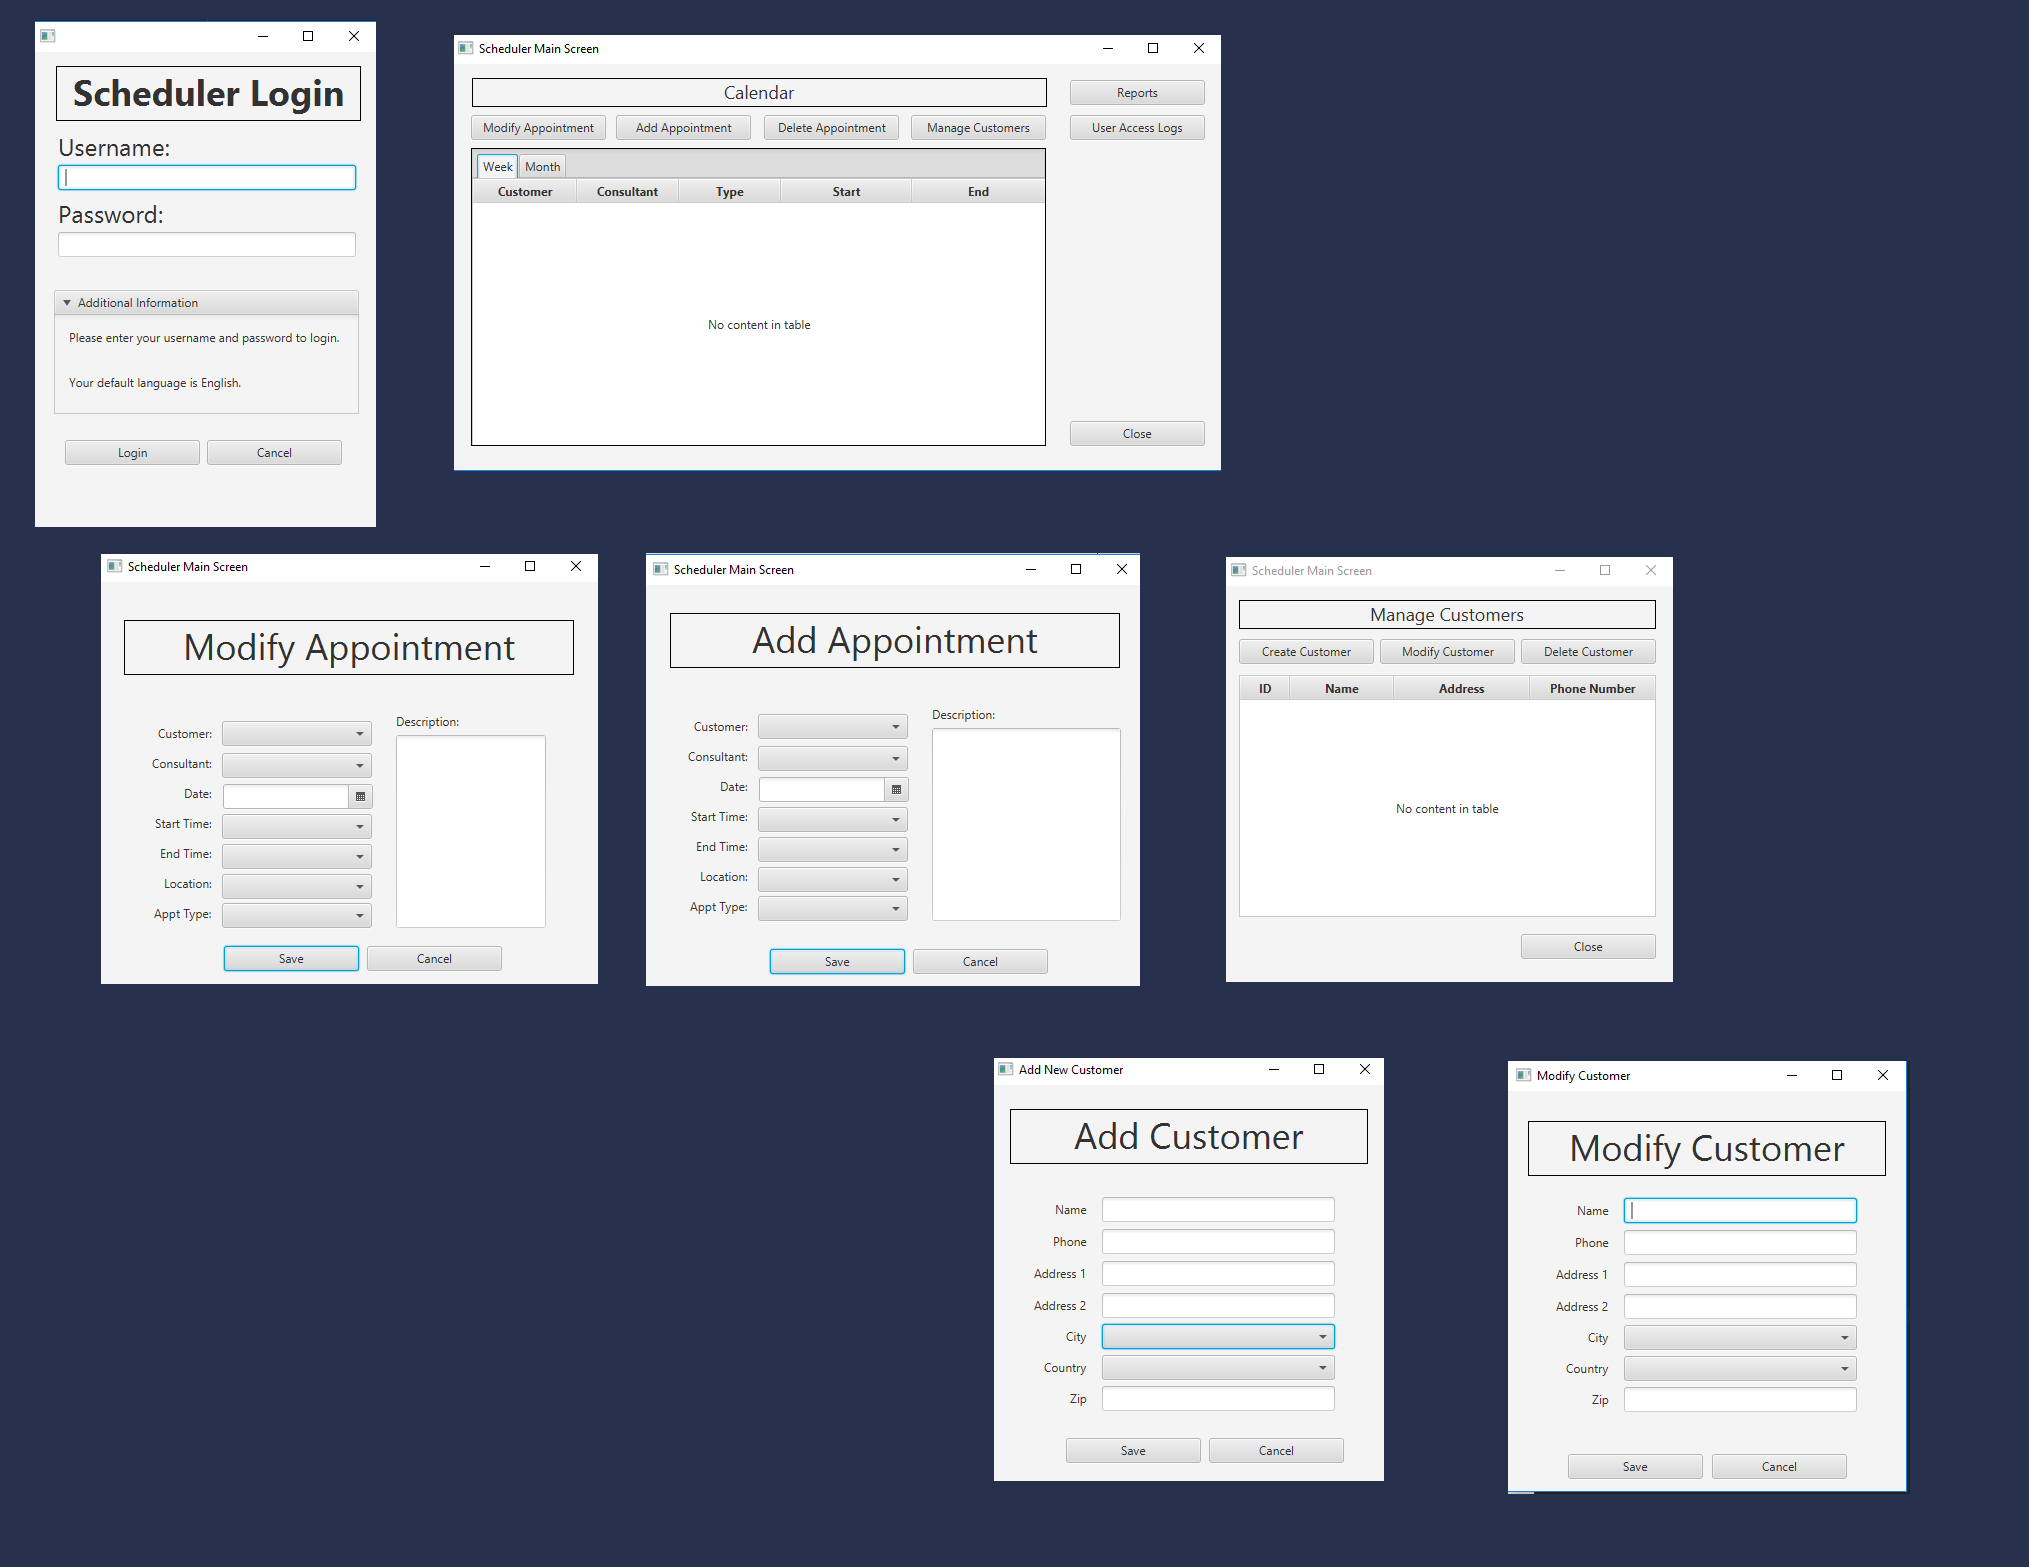 Scheduler Login
Username:
Password:
Additional Information
Please enter your username and password to login.
Your default language is English.
Login Cancel
Scheduler Main Screen
Calendar
Reports
Modify Appointment Add Appointment Delete Appointment Manage Customers
User Access Logs
Week Month
Customer Consultant Type Start End
No content in table
Close
Scheduler Main Screen
Modify Appointment
Customer:
Consultant:
Date:
Start Time:
End Time:
Location:
Appt Type:
Description:
Save Cancel
Scheduler Main Screen
Add Appointment
Customer:
Consultant:
Date:
Start Time:
End Time:
Location:
Appt Type:
Description:
Save Cancel
Scheduler Main Screen
Manage Customers
Create Customer Modify Customer Delete Customer
ID Name Address Phone Number
No content in table
Close
Add New Customer
Add Customer
Name
Phone
Address 1
Address 2
City
Country
Zip
Save Cancel
Modify Customer
Modify Customer
Name
Phone
Address 1
Address 2
City
Country
Zip
Save Cancel